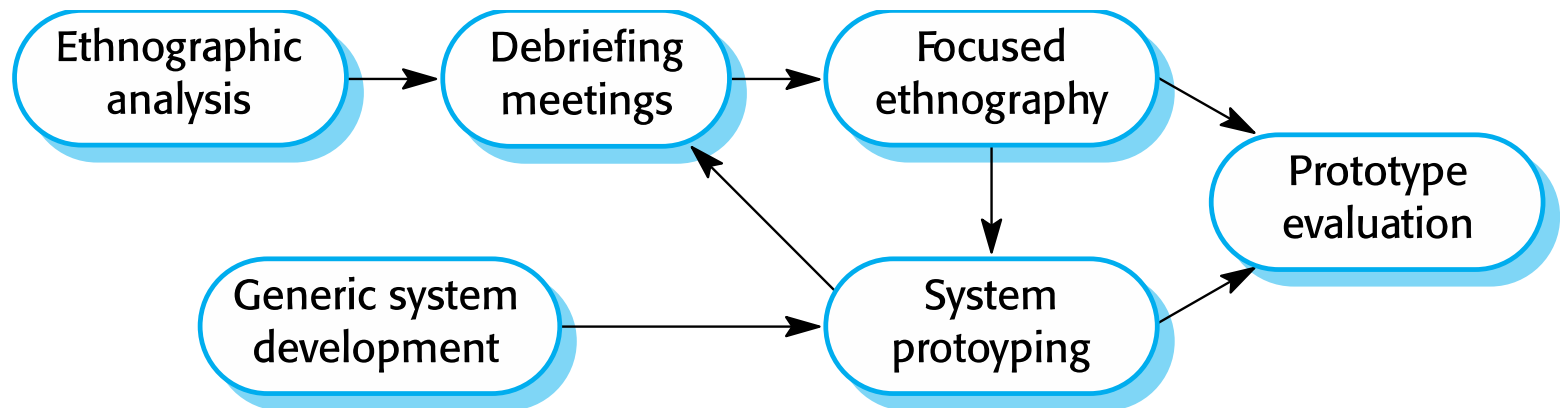 Ethnographic
analysis
Debriefing
meetings
Focused
ethnography
Prototype
evaluation
Generic system
development
System
protoyping